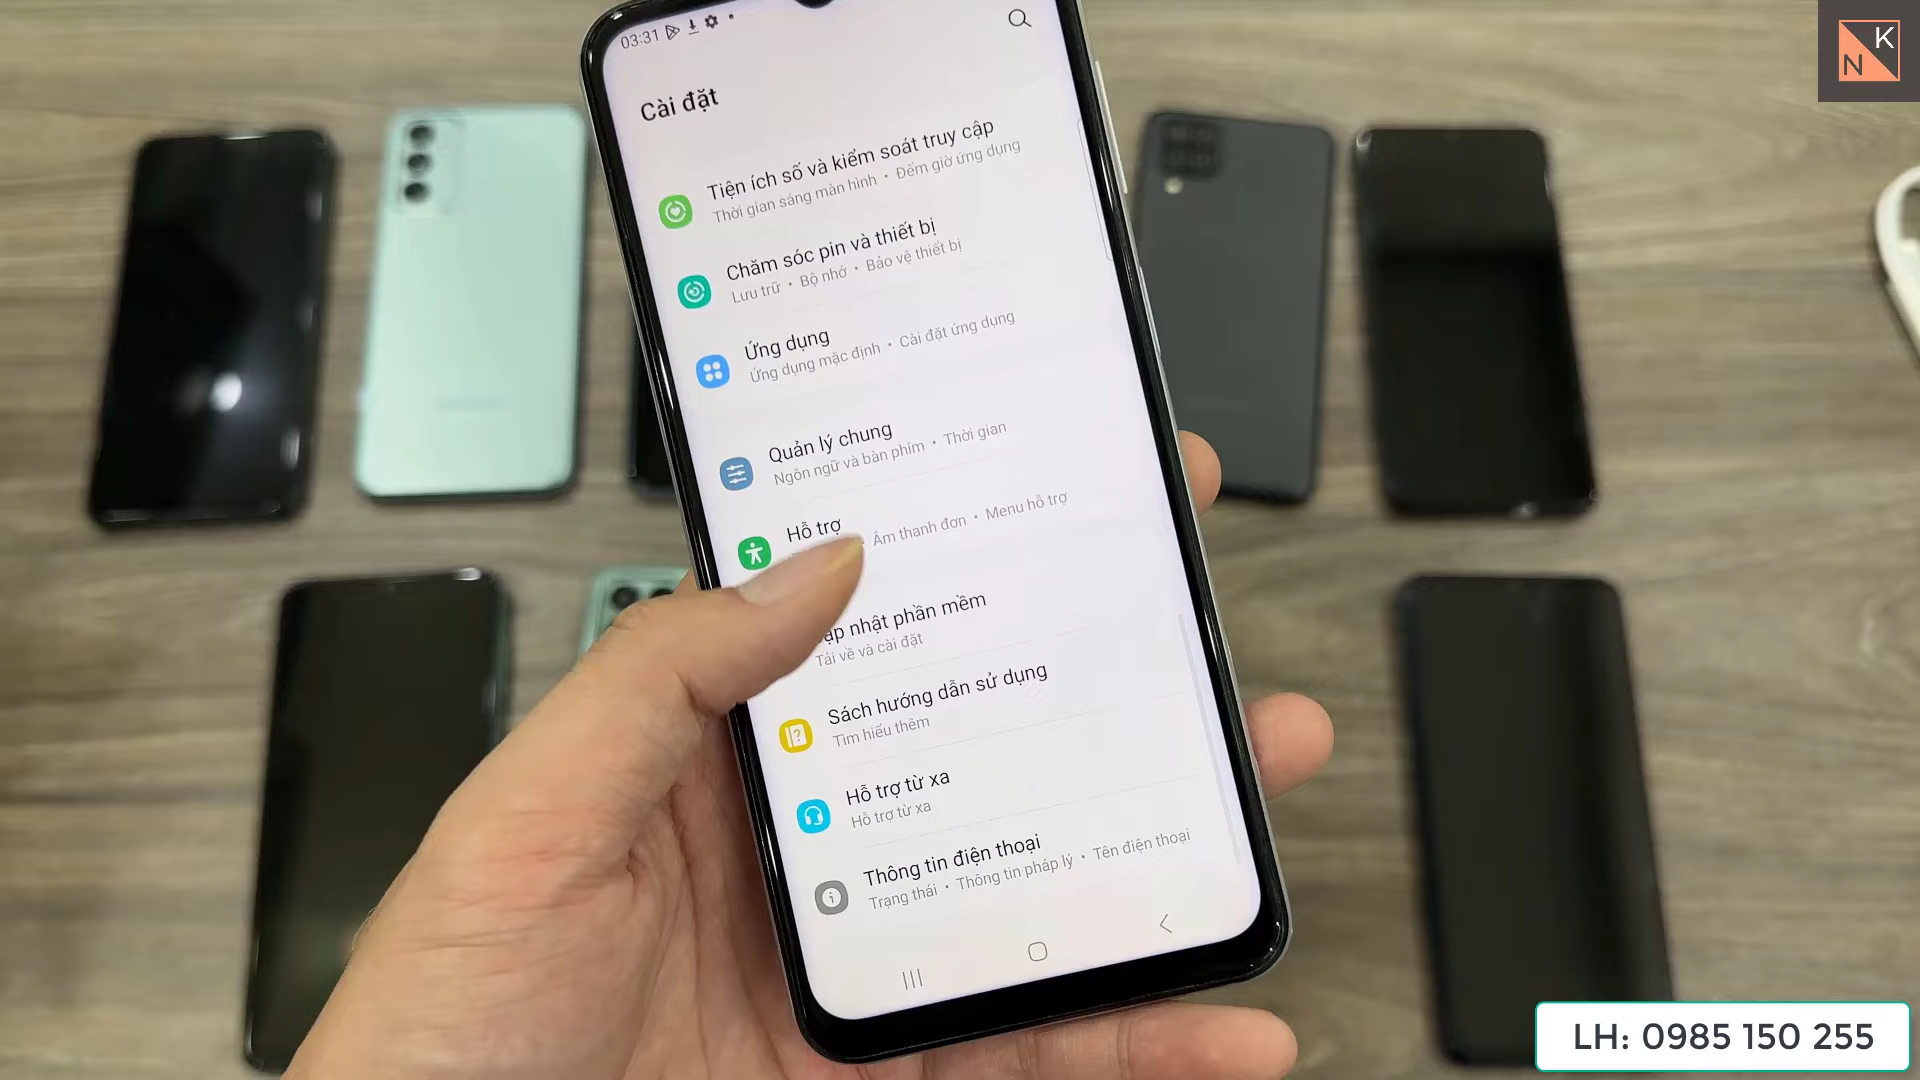 03:31
K
N
Cài đặt
Tiện ích số và kiểm soát truy cập
Thời gian sáng màn hình • Đếm giờ ứng dụng
Chăm sóc pin và thiết bị
Lưu trữ • Bộ nhớ • Bảo vệ thiết bị
Ứng dụng
Ứng dụng mặc định • Cài đặt ứng dụng
Quản lý chung
Ngôn ngữ và bàn phím • Thời gian
Hỗ trợ
• Âm thanh đơn • Menu hỗ trợ
nhật phần mềm
Tải về và cài đặt
Sách hướng dẫn sử dụng
Tìm hiểu thêm
Hỗ trợ từ xa
Hỗ trợ từ xa
Thông tin điện thoại
Trạng thái • Thông tin pháp lý • Tên điện thoại
LH: 0985 150 255